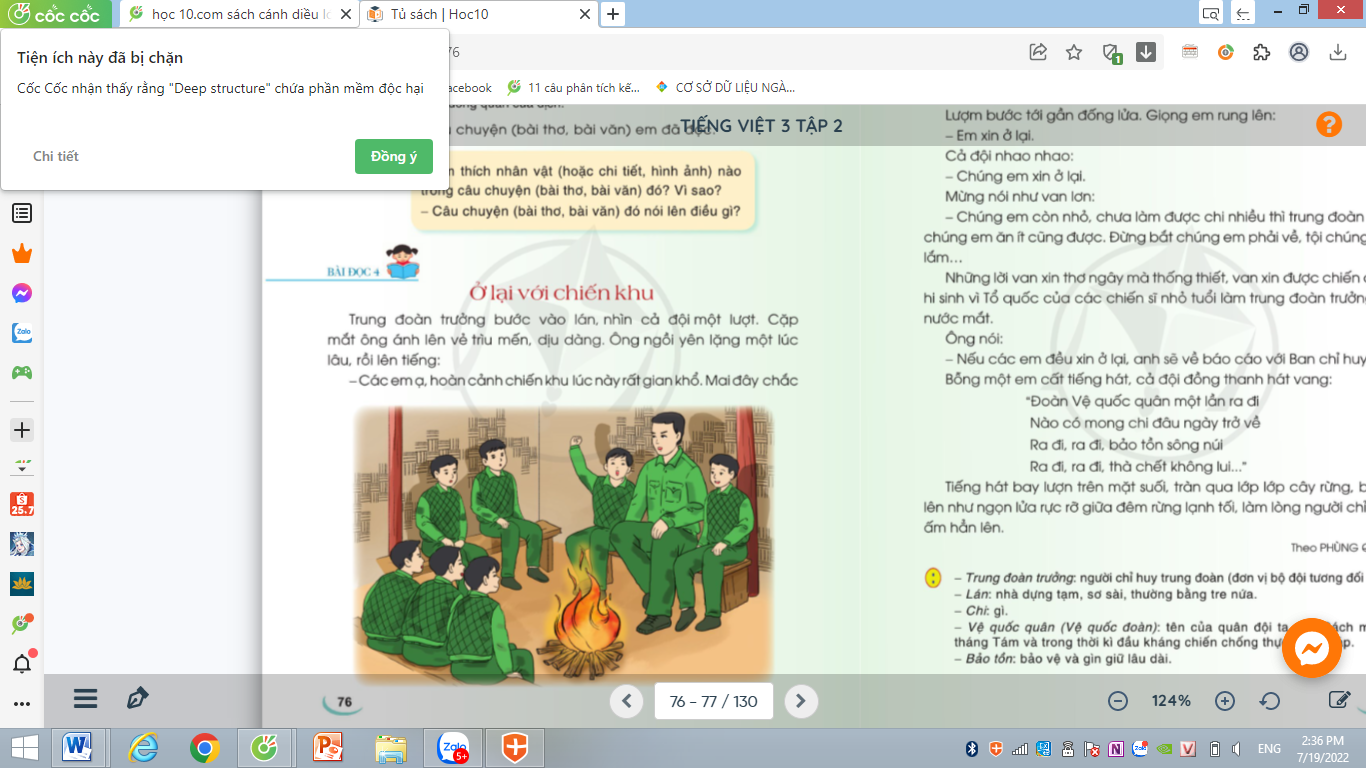 cốc cốc
học 10.com sách cánh diều lớ
Tủ sách | Hoc10
Tiện ích này đã bị chặn
Cốc Cốc nhận thấy rằng "Deep structure" chứa phần mềm độc hại
Chi tiết
Đồng ý
76
1
acebook
11 câu phân tích kế...
CƠ SỞ DỮ LIỆU NGÀ...
TIẾNG VIỆT 3 TẬP 2
?
chuyện (bài thơ, bài văn) em đã đọc.
thích nhân vật (hoặc chi tiết, hình ảnh) nào
trong câu chuyện (bài thơ, bài văn) đó? Vì sao?
– Câu chuyện (bài thơ, bài văn) đó nói lên điều gì?
BÀI ĐỌC 4
Ở lại với chiến khu
Trung đoàn trưởng bước vào lán, nhìn cả đội một lượt. Cặp
mắt ông ánh lên vẻ trìu mến, dịu dàng. Ông ngồi yên lặng một lúc
lâu, rồi lên tiếng:
– Các em ạ, hoàn cảnh chiến khu lúc này rất gian khổ. Mai đây chắc
76
Lượm bước tới gần đống lửa. Giọng em rung lên:
– Em xin ở lại.
Cả đội nhao nhao:
– Chúng em xin ở lại.
Mừng nói như van lơn:
– Chúng em còn nhỏ, chưa làm được chi nhiều thì trung đoàn
chúng em ăn ít cũng được. Đừng bắt chúng em phải về, tội chúng
lắm...
Những lời van xin thơ ngây mà thống thiết, van xin được chiến
hi sinh vì Tổ quốc của các chiến sĩ nhỏ tuổi làm trung đoàn trưởng
nước mắt.
Ông nói:
– Nếu các em đều xin ở lại, anh sẽ về báo cáo với Ban chỉ huy
Bỗng một em cất tiếng hát, cả đội đồng thanh hát vang:
"Đoàn Vệ quốc quân một lần ra đi
Nào có mong chi đâu ngày trở về
Ra đi, ra đi, bảo tồn sông núi
Ra đi, ra đi, thà chết không lui..."
Tiếng hát bay lượn trên mặt suối, tràn qua lớp lớp cây rừng, b
lên như ngọn lửa rực rỡ giữa đêm rừng lạnh tối, làm lòng người chỉ
ấm hẳn lên.
Theo PHÙNG
– Trung đoàn trưởng: người chỉ huy trung đoàn (đơn vị bộ đội tương đối
– Lán: nhà dựng tạm, sơ sài, thường bằng tre nứa.
– Chi: gì.
– Vệ quốc quân (Vệ quốc đoàn): tên của quân đội ta
tháng Tám và trong thời kì đầu kháng chiến chống
– Bảo tồn: bảo vệ và gìn giữ lâu dài.
76 – 77 / 130
124%
Zalo
25.7
5+
ENG
2:36 PM
7/19/2022